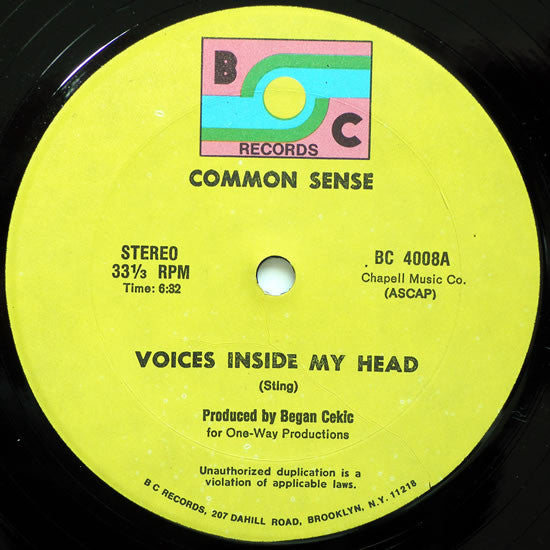 B
C
RECORDS
COMMON SENSE
STEREO
33⅓ RPM
Time: 6:32
BC 4008A
Chapell Music Co.
(ASCAP)
VOICES INSIDE MY HEAD
(Sting)
Produced by Began Cekic
for One-Way Productions
Unauthorized duplication is a
violation of applicable laws.
B C RECORDS, 207 DAHILL ROAD, BROOKLYN, N.Y. 11218